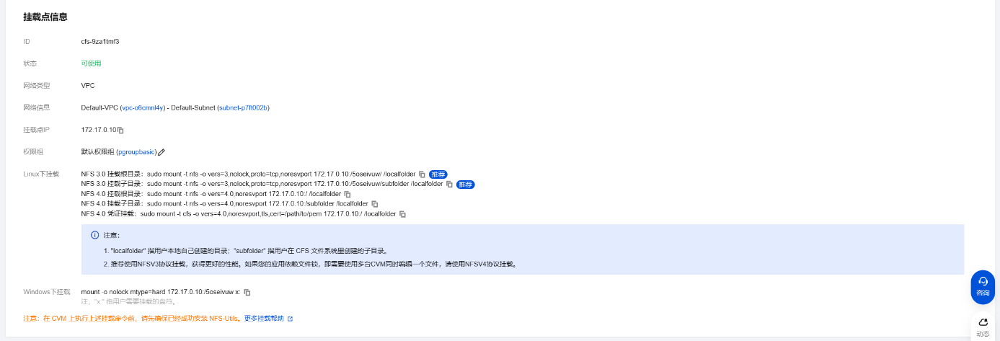 挂载点信息
ID cfs-9za1tmf3
状态 可使用
网络类型 VPC
网络信息 Default-VPC (vpc-o6cmnl4y) - Default-Subnet (subnet-p7ft002b)
挂载点IP 172.17.0.10
权限组 默认权限组 (pgroupbasic)
Linux下挂载 NFS 3.0 挂载根目录：sudo mount -t nfs -o vers=3,nolock,proto=tcp,noresvport 172.17.0.10:/5oseivuw/ /localfolder 推荐
NFS 3.0 挂载子目录：sudo mount -t nfs -o vers=3,nolock,proto=tcp,noresvport 172.17.0.10:/5oseivuw/subfolder /localfolder 推荐
NFS 4.0 挂载根目录：sudo mount -t nfs -o vers=4.0,noresvport 172.17.0.10:/ /localfolder
NFS 4.0 挂载子目录：sudo mount -t nfs -o vers=4.0,noresvport 172.17.0.10:/subfolder /localfolder
NFS 4.0 凭证挂载：sudo mount -t cfs -o vers=4.0,noresvport,tls,cert=/path/to/pem 172.17.0.10:/ /localfolder
注意：
1. "localfolder" 指用户本地自己创建的目录；"subfolder" 指用户在 CFS 文件系统里创建的子目录。
2. 推荐使用NFSV3协议挂载，获得更好的性能。如果您的应用依赖文件锁，即需要使用多台CVM同时编辑一个文件，请使用NFSV4协议挂载。
Windows下挂载 mount -o nolock mtype=hard 172.17.0.10:/5oseivuw x:
注，"x:" 指用户需要挂载的盘符。
注意：在 CVM 上执行上述挂载命令前，请先确保已经成功安装 NFS-Utils。更多挂载帮助
咨询
动态